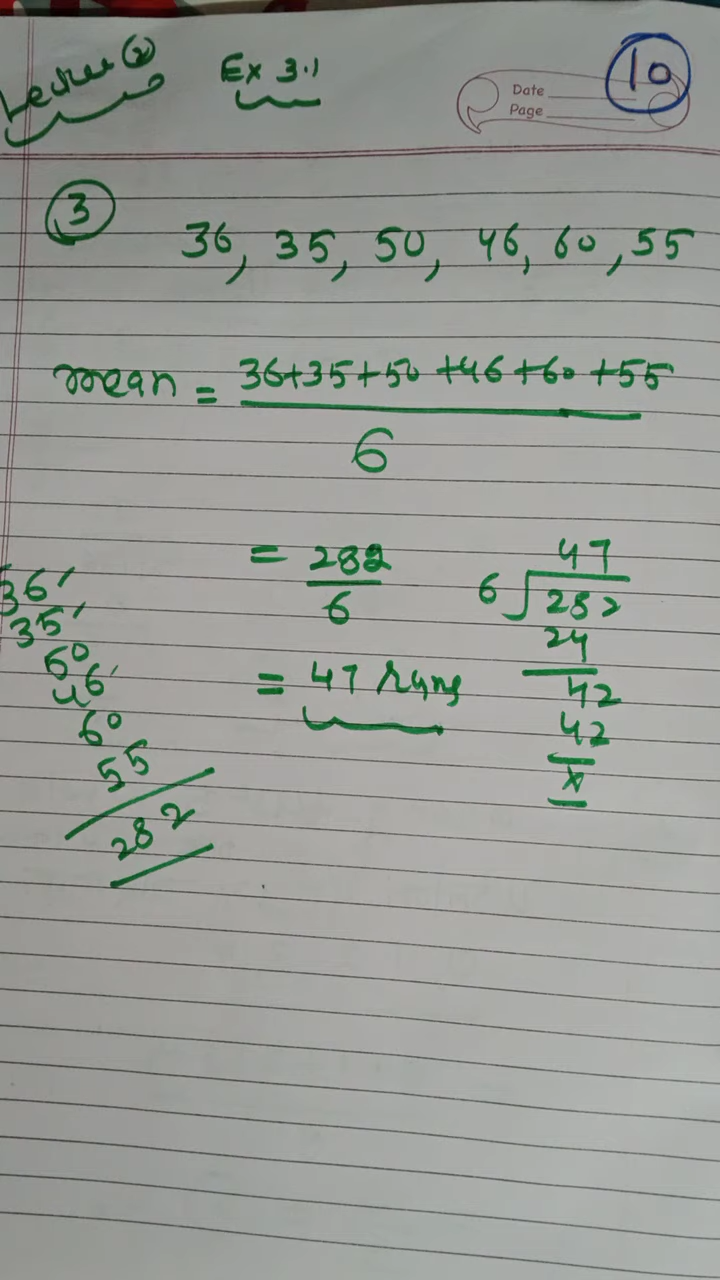 Lecture (2) Ex 3.1 10
Date
Page
3
36, 35, 50, 46, 60, 55
mean = 36+35+50+46+60+55
6
= 282
6
= 47 Runs
36
35
50
46
60
55
282
47
6 282
24
42
42
x